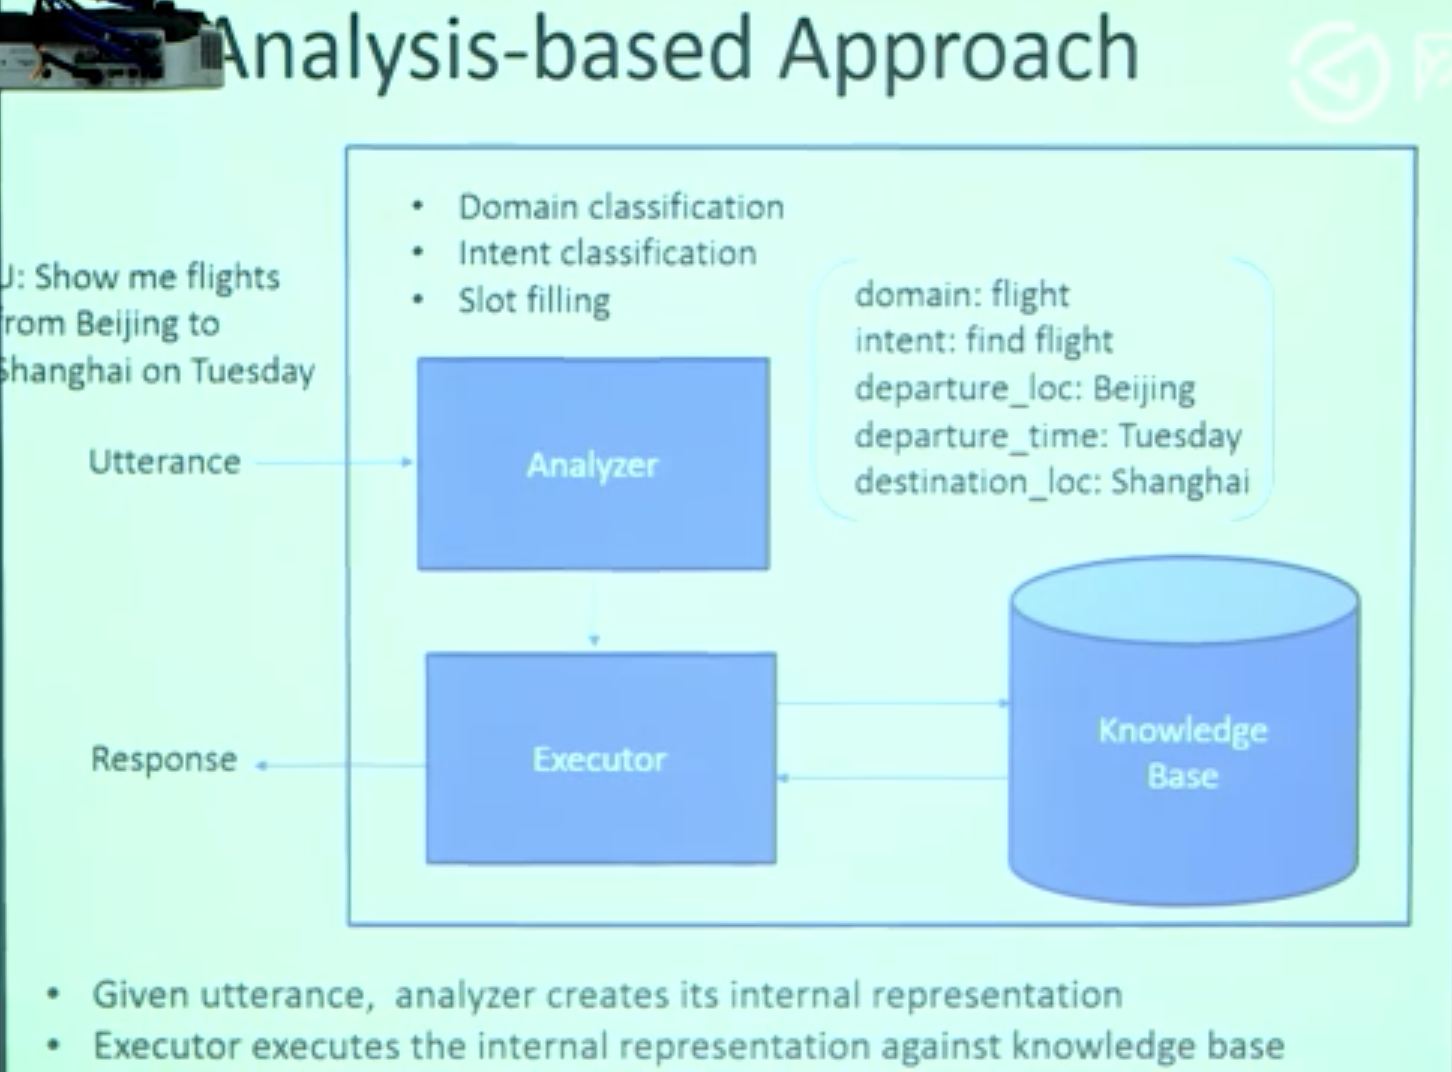 Analysis-based Approach
• Domain classification
• Intent classification
• Slot filling
U: Show me flights
from Beijing to
Shanghai on Tuesday
domain: flight
intent: find flight
departure_loc: Beijing
departure_time: Tuesday
destination_loc: Shanghai
Utterance
Analyzer
Response
Executor
Knowledge
Base
• Given utterance, analyzer creates its internal representation
• Executor executes the internal representation against knowledge base